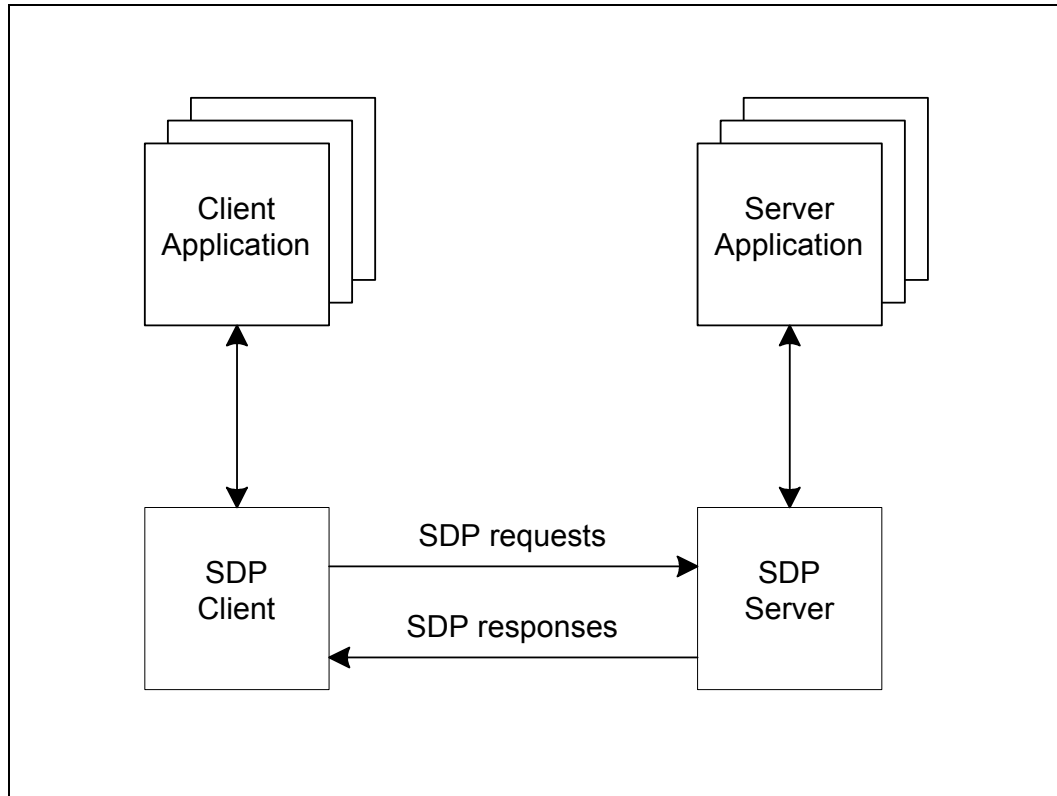 Client
Application
Server
Application
SDP requests
SDP
Client
SDP
Server
SDP responses